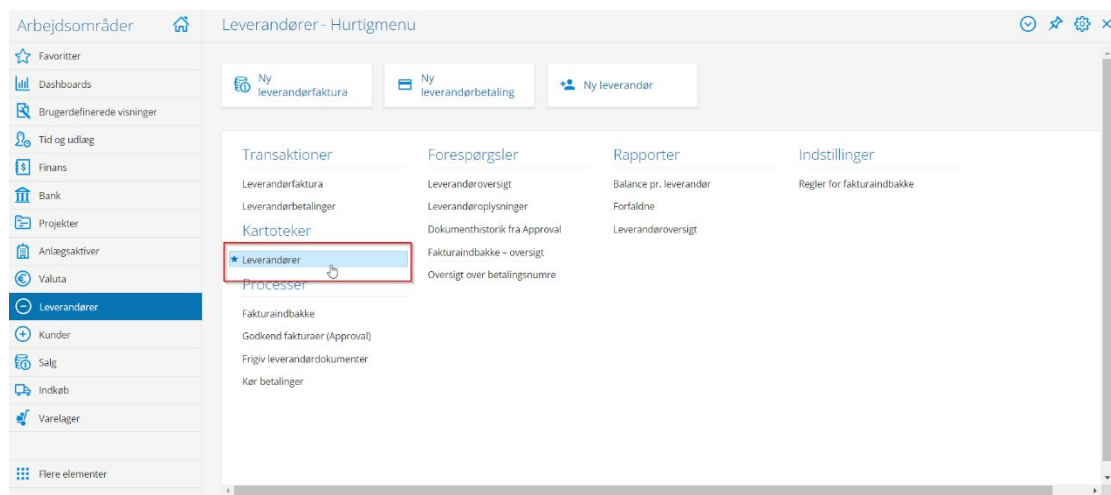 Arbejdsområder
Favoritter
Dashboards
Brugerdefinerede visninger
Tid og udlæg
Finans
Bank
Projekter
Anlægsaktiver
Valuta
Leverandører
Kunder
Salg
Indkøb
Varelager
Flere elementer
Leverandører - Hurtigmenu
Ny
leverandørfaktura
Ny
leverandørbetaling
Ny leverandør
Transaktioner
Leverandørfaktura
Leverandørbetalinger
Kartoteker
Leverandører
Processer
Fakturaindbakke
Godkend fakturaer (Approval)
Frigiv leverandørdokumenter
Kør betalinger
Forespørgsler
Leverandøroversigt
Leverandøroplysninger
Dokumenthistorik fra Approval
Fakturaindbakke – oversigt
Oversigt over betalingsnumre
Rapporter
Balance pr. leverandør
Forfaldne
Leverandøroversigt
Indstillinger
Regler for fakturaindbakke